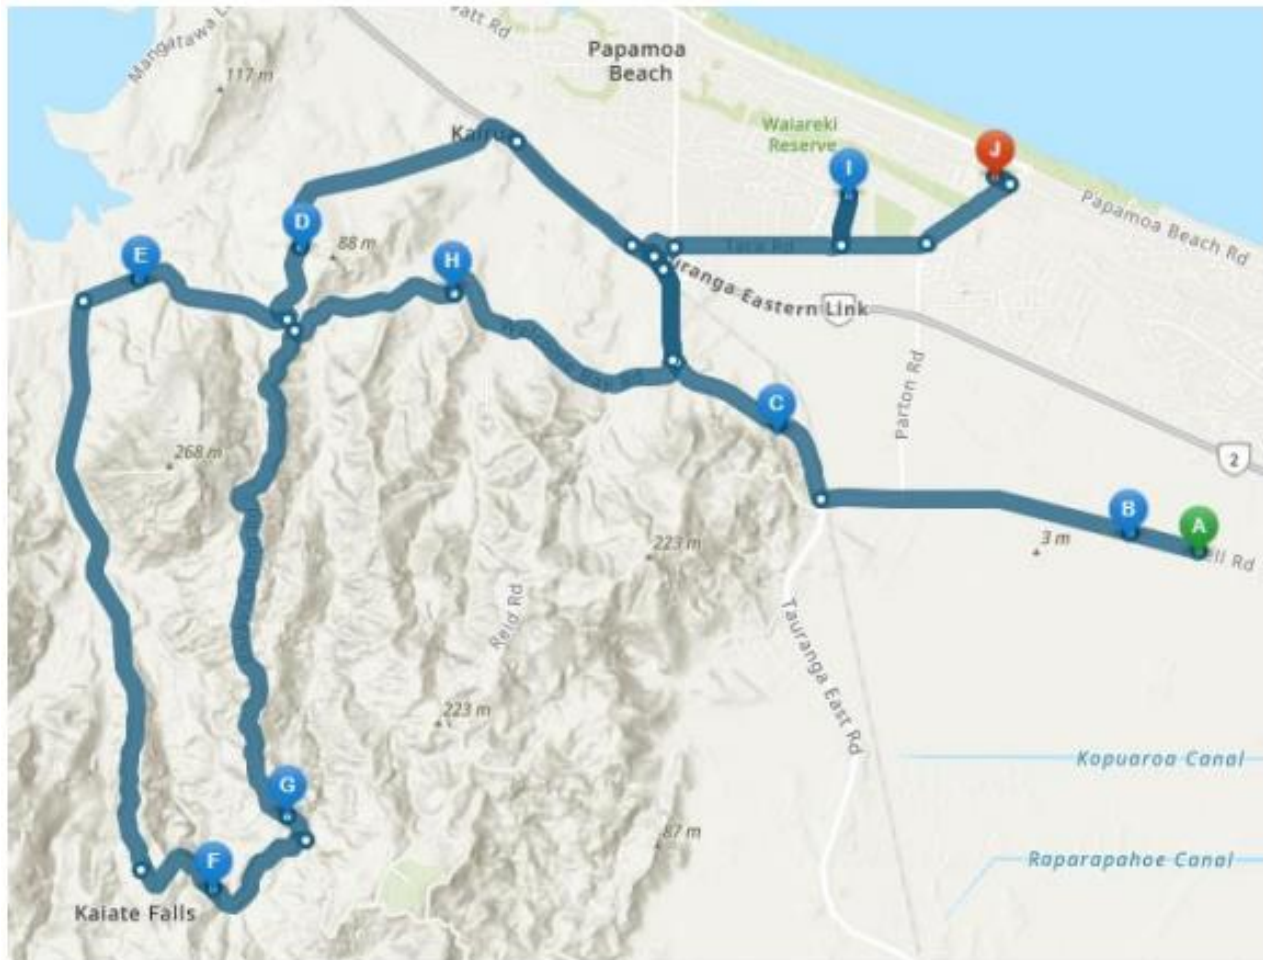 Papamoa
Beach
117 m
Waiareki
Reserve
J
I
D
88 m
E
H
Papamoa Beach Rd
Eastern Link
C
Parton Rd
268 m
2
B
A
3 m
223 m
Reid Rd
Tauranga East Rd
223 m
Kopuaroa Canal
G
87 m
F
Raparapahoe Canal
Kaiate Falls